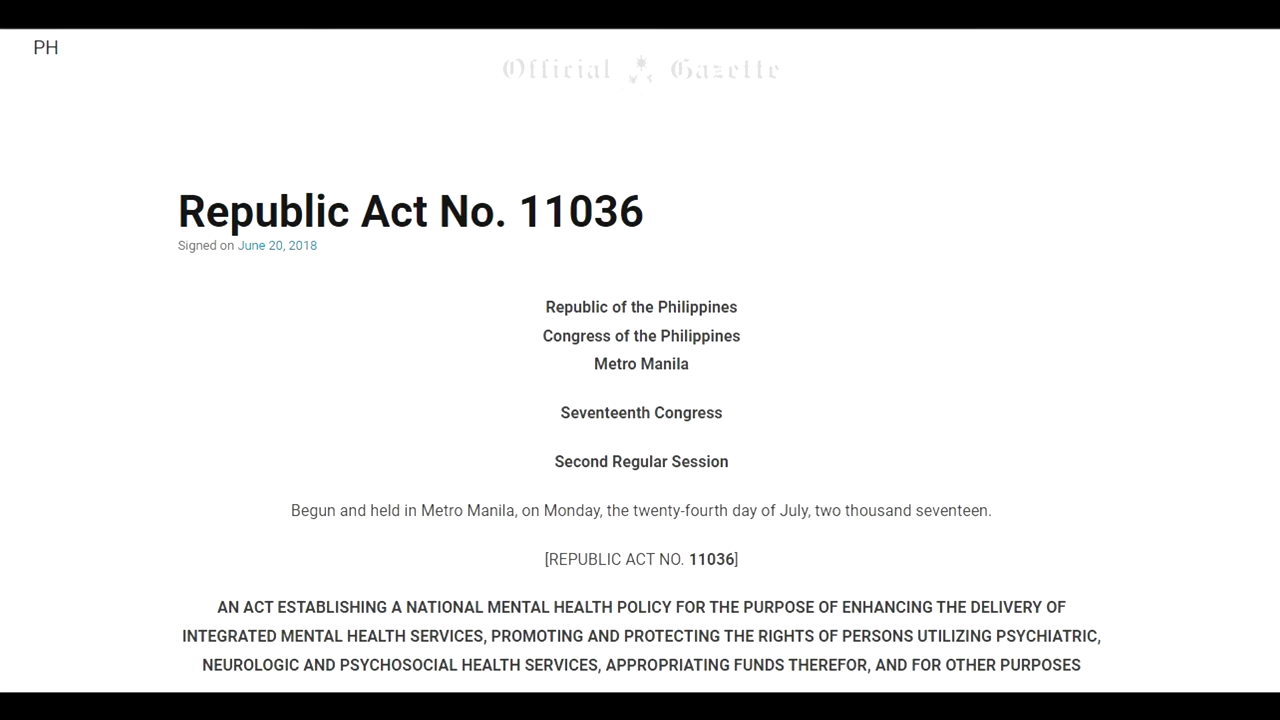 PH
Official Gazette
Republic Act No. 11036
Signed on June 20, 2018
Republic of the Philippines
Congress of the Philippines
Metro Manila
Seventeenth Congress
Second Regular Session
Begun and held in Metro Manila, on Monday, the twenty-fourth day of July, two thousand seventeen.
[REPUBLIC ACT NO. 11036]
AN ACT ESTABLISHING A NATIONAL MENTAL HEALTH POLICY FOR THE PURPOSE OF ENHANCING THE DELIVERY OF
INTEGRATED MENTAL HEALTH SERVICES, PROMOTING AND PROTECTING THE RIGHTS OF PERSONS UTILIZING PSYCHIATRIC,
NEUROLOGIC AND PSYCHOSOCIAL HEALTH SERVICES, APPROPRIATING FUNDS THEREFOR, AND FOR OTHER PURPOSES